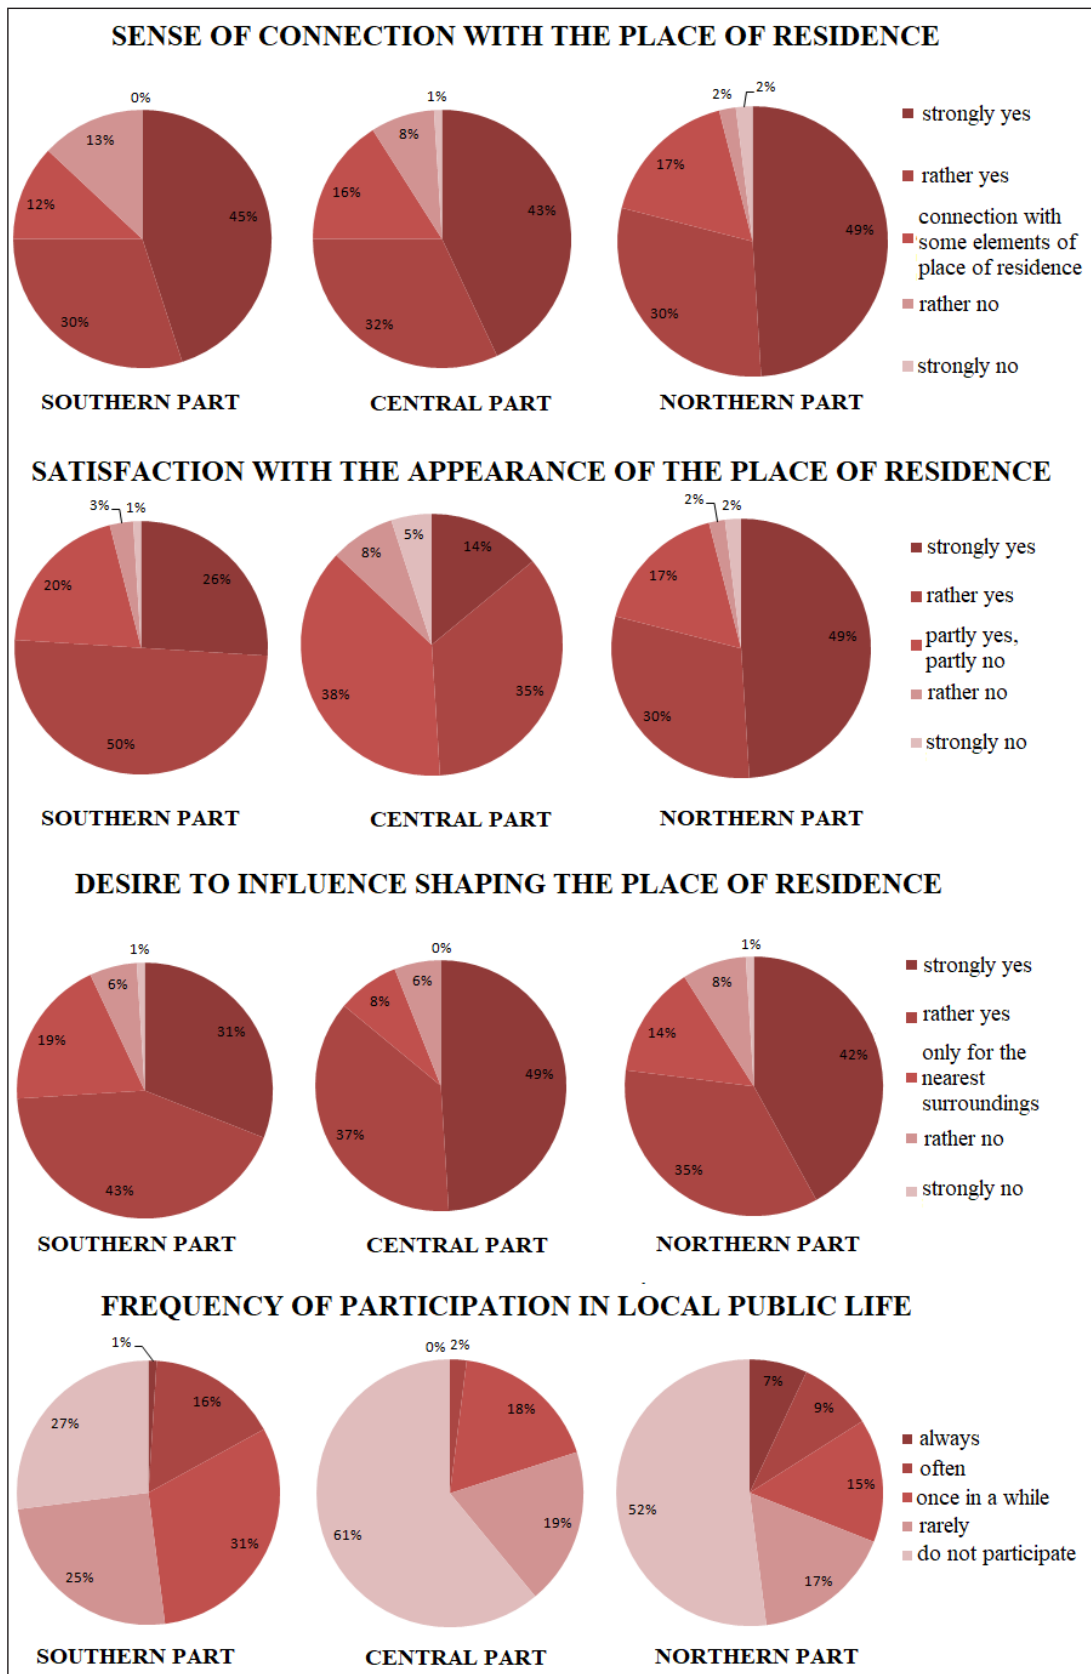 SENSE OF CONNECTION WITH THE PLACE OF RESIDENCE
0%
13%
12%
45%
30%
1%
8%
16%
43%
32%
2%
2%
17%
49%
30%
strongly yes
rather yes
connection with
some elements of
place of residence
rather no
strongly no
SOUTHERN PART
CENTRAL PART
NORTHERN PART
SATISFACTION WITH THE APPEARANCE OF THE PLACE OF RESIDENCE
3%
1%
20%
26%
50%
5%
8%
14%
38%
35%
2%
2%
17%
49%
30%
strongly yes
rather yes
partly yes,
partly no
rather no
strongly no
SOUTHERN PART
CENTRAL PART
NORTHERN PART
DESIRE TO INFLUENCE SHAPING THE PLACE OF RESIDENCE
1%
6%
19%
31%
43%
0%
6%
8%
49%
37%
1%
8%
14%
42%
35%
strongly yes
rather yes
only for the
nearest
surroundings
rather no
strongly no
SOUTHERN PART
CENTRAL PART
NORTHERN PART
FREQUENCY OF PARTICIPATION IN LOCAL PUBLIC LIFE
1%
16%
27%
31%
25%
0%
2%
18%
61%
19%
7%
9%
15%
52%
17%
always
often
once in a while
rarely
do not participate
SOUTHERN PART
CENTRAL PART
NORTHERN PART